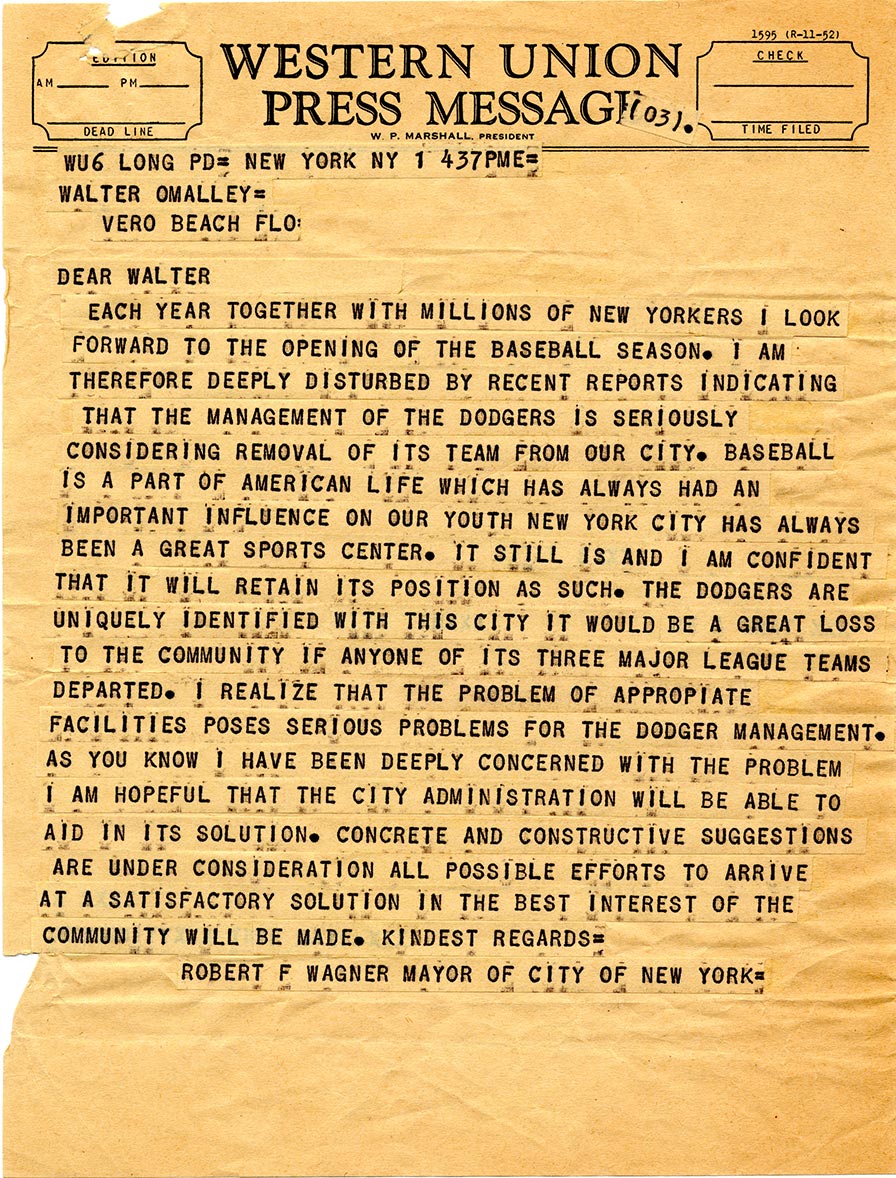 1595 (R-11-52)
EDITION
AM PM
DEAD LINE
WESTERN UNION
PRESS MESSAGE
W. P. MARSHALL, PRESIDENT
(03).
CHECK
TIME FILED
WU6 LONG PD= NEW YORK NY 1 437PME=
WALTER OMALLEY=
VERO BEACH FLO:
DEAR WALTER
EACH YEAR TOGETHER WITH MILLIONS OF NEW YORKERS I LOOK
FORWARD TO THE OPENING OF THE BASEBALL SEASON. I AM
THEREFORE DEEPLY DISTURBED BY RECENT REPORTS INDICATING
THAT THE MANAGEMENT OF THE DODGERS IS SERIOUSLY
CONSIDERING REMOVAL OF ITS TEAM FROM OUR CITY. BASEBALL
IS A PART OF AMERICAN LIFE WHICH HAS ALWAYS HAD AN
IMPORTANT INFLUENCE ON OUR YOUTH NEW YORK CITY HAS ALWAYS
BEEN A GREAT SPORTS CENTER. IT STILL IS AND I AM CONFIDENT
THAT IT WILL RETAIN ITS POSITION AS SUCH. THE DODGERS ARE
UNIQUELY IDENTIFIED WITH THIS CITY IT WOULD BE A GREAT LOSS
TO THE COMMUNITY IF ANYONE OF ITS THREE MAJOR LEAGUE TEAMS
DEPARTED. I REALIZE THAT THE PROBLEM OF APPROPIATE
FACILITIES POSES SERIOUS PROBLEMS FOR THE DODGER MANAGEMENT.
AS YOU KNOW I HAVE BEEN DEEPLY CONCERNED WITH THE PROBLEM
I AM HOPEFUL THAT THE CITY ADMINISTRATION WILL BE ABLE TO
AID IN ITS SOLUTION. CONCRETE AND CONSTRUCTIVE SUGGESTIONS
ARE UNDER CONSIDERATION ALL POSSIBLE EFFORTS TO ARRIVE
AT A SATISFACTORY SOLUTION IN THE BEST INTEREST OF THE
COMMUNITY WILL BE MADE. KINDEST REGARDS=
ROBERT F WAGNER MAYOR OF CITY OF NEW YORK=